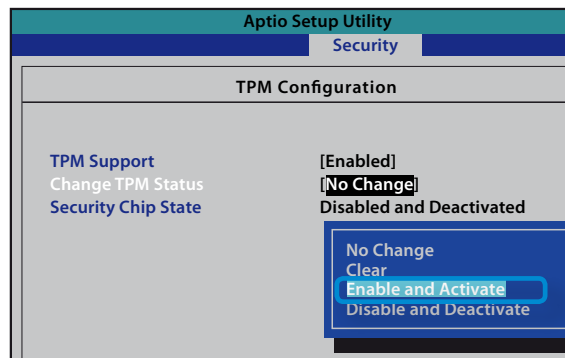 Aptio Setup Utility
Security
TPM Configuration
TPM Support [Enabled]
Change TPM Status [No Change]
Security Chip State Disabled and Deactivated
No Change
Clear
Enable and Activate
Disable and Deactivate